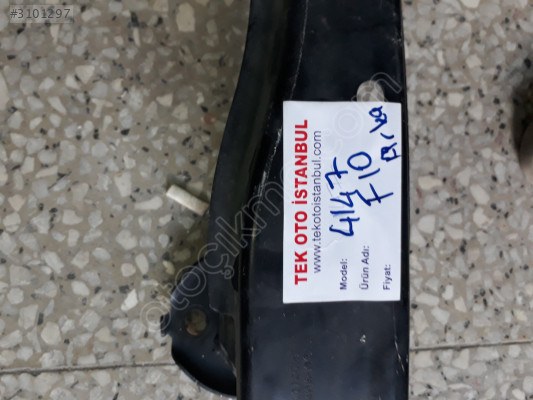 #3101297
TEK OTO İSTANBUL
www.tekotoistanbul.com
Model: 4147
Ürün Adı: F10
Fiyat: